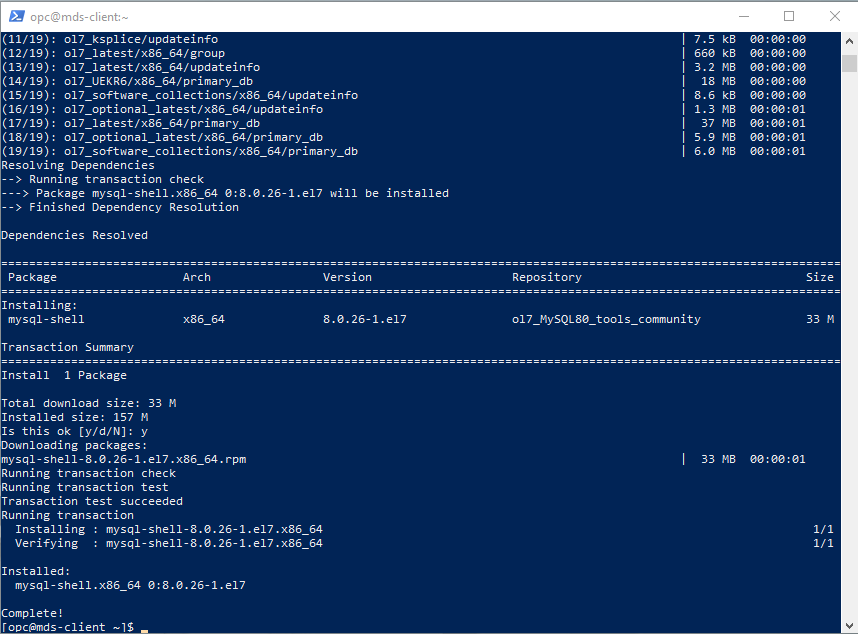 opc@mds-client:~
(11/19): ol7_ksplice/updateinfo | 7.5 kB 00:00:00
(12/19): ol7_latest/x86_64/group | 660 kB 00:00:00
(13/19): ol7_latest/x86_64/updateinfo | 3.2 MB 00:00:00
(14/19): ol7_UEKR6/x86_64/primary_db | 18 MB 00:00:00
(15/19): ol7_software_collections/x86_64/updateinfo | 8.6 kB 00:00:00
(16/19): ol7_optional_latest/x86_64/updateinfo | 1.3 MB 00:00:01
(17/19): ol7_latest/x86_64/primary_db | 37 MB 00:00:01
(18/19): ol7_optional_latest/x86_64/primary_db | 5.9 MB 00:00:01
(19/19): ol7_software_collections/x86_64/primary_db | 6.0 MB 00:00:01
Resolving Dependencies
--> Running transaction check
---> Package mysql-shell.x86_64 0:8.0.26-1.el7 will be installed
--> Finished Dependency Resolution
Dependencies Resolved
================================================================================
Package Arch Version Repository Size
================================================================================
Installing:
mysql-shell x86_64 8.0.26-1.el7 ol7_MySQL80_tools_community 33 M
Transaction Summary
================================================================================
Install 1 Package
Total download size: 33 M
Installed size: 157 M
Is this ok [y/d/N]: y
Downloading packages:
mysql-shell-8.0.26-1.el7.x86_64.rpm | 33 MB 00:00:01
Running transaction check
Running transaction test
Transaction test succeeded
Running transaction
Installing : mysql-shell-8.0.26-1.el7.x86_64 1/1
Verifying : mysql-shell-8.0.26-1.el7.x86_64 1/1
Installed:
mysql-shell.x86_64 0:8.0.26-1.el7
Complete!
[opc@mds-client ~]$